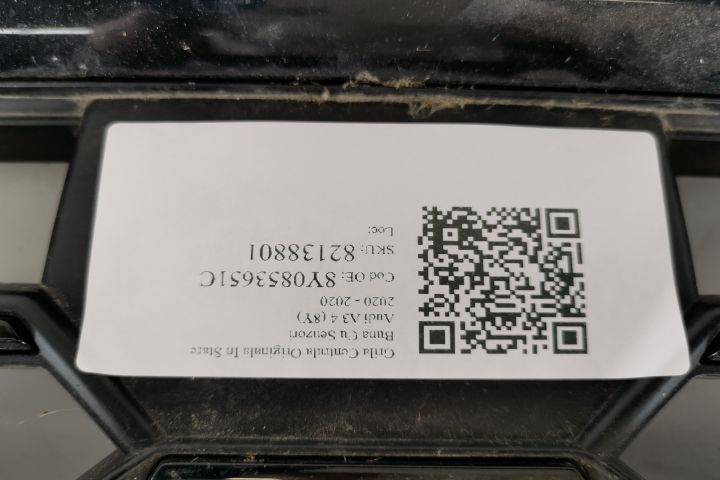 Grila Centrala Originala In Stare
Buna Cu Senzori
Audi A3 4 (8Y)
2020 - 2020
Cod OE: 8Y0853651C
SKU: 82138801
Loc: